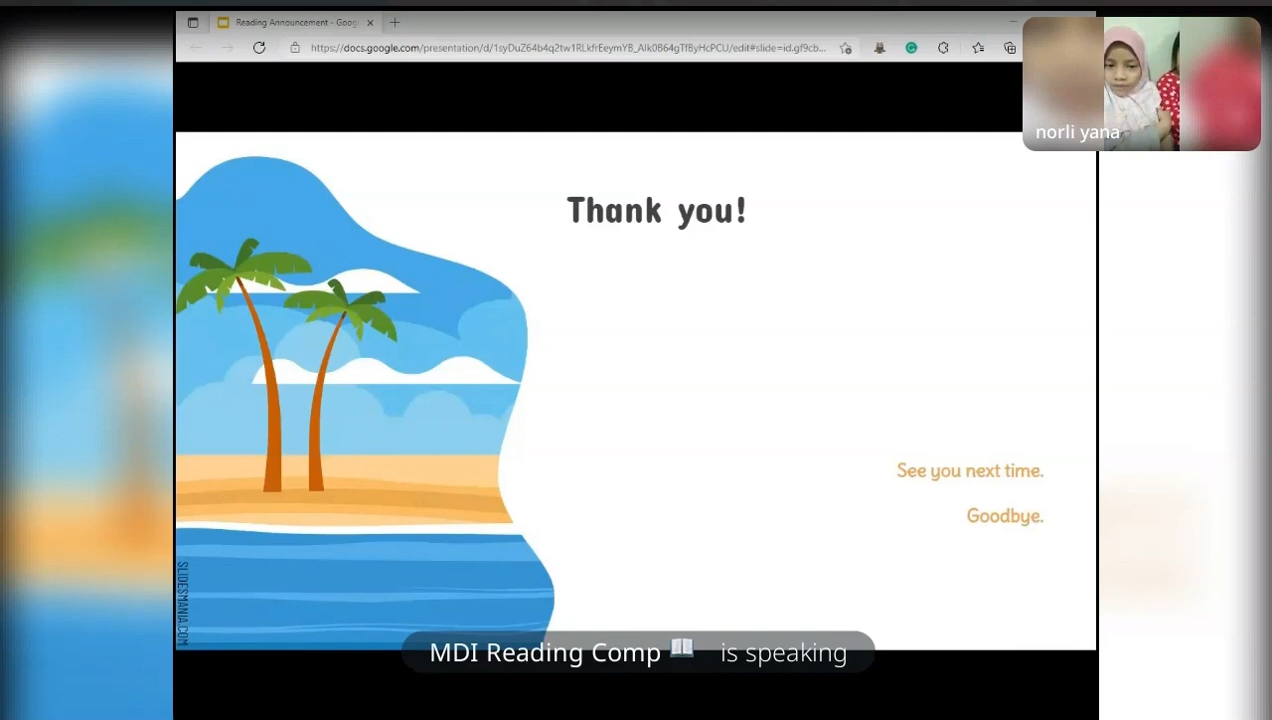 Reading Announcement - Goog
https://docs.google.com/presentation/d/1syDuZ64b4q2tw1RLkfrEeymYB_Alk0B64gTfByHcPCU/edit#slide=id.gf9cb...
norli yana
Thank you!
See you next time.
Goodbye.
SLIDESMANIA.COM
MDI Reading Comp 📖 is speaking